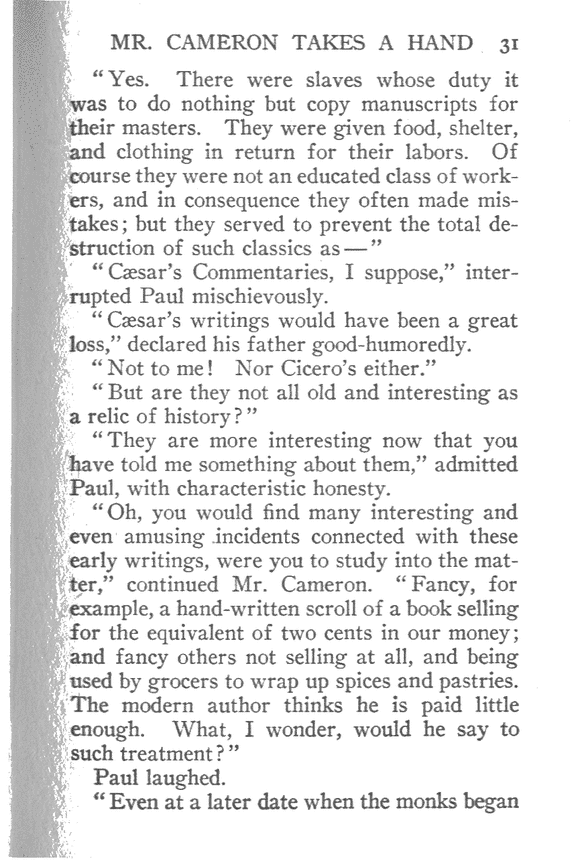 MR. CAMERON TAKES A HAND 31
“Yes. There were slaves whose duty it
was to do nothing but copy manuscripts for
their masters. They were given food, shelter,
and clothing in return for their labors. Of
course they were not an educated class of work-
ers, and in consequence they often made mis-
takes; but they served to prevent the total de-
struction of such classics as—”
“Cæsar’s Commentaries, I suppose,” inter-
rupted Paul mischievously.
“Cæsar’s writings would have been a great
loss,” declared his father good-humoredly.
“Not to me! Nor Cicero’s either.”
“But are they not all old and interesting as
a relic of history?”
“They are more interesting now that you
have told me something about them,” admitted
Paul, with characteristic honesty.
“Oh, you would find many interesting and
even amusing incidents connected with these
early writings, were you to study into the mat-
ter,” continued Mr. Cameron. “Fancy, for
example, a hand-written scroll of a book selling
for the equivalent of two cents in our money;
and fancy others not selling at all, and being
used by grocers to wrap up spices and pastries.
The modern author thinks he is paid little
enough. What, I wonder, would he say to
such treatment?”
Paul laughed.
“Even at a later date when the monks began